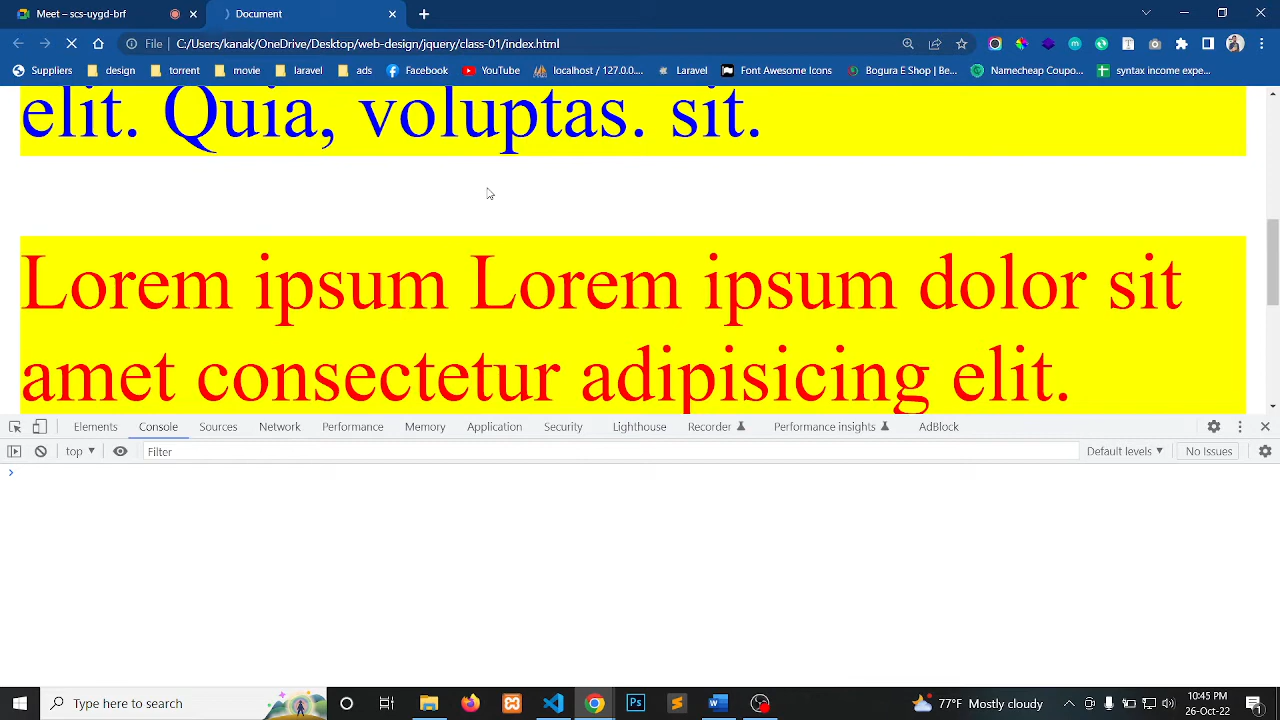 Meet – scs-uygd-brf
Document
File
C:/Users/kanak/OneDrive/Desktop/web-design/jquery/class-01/index.html
Suppliers
design
torrent
movie
laravel
ads
Facebook
YouTube
localhost / 127.0.0...
Laravel
Font Awesome Icons
Bogura E Shop | Be...
Namecheap Coupo...
syntax income expe...
elit. Quia, voluptas. sit.
Lorem ipsum Lorem ipsum dolor sit
amet consectetur adipisicing elit.
Elements
Console
Sources
Network
Performance
Memory
Application
Security
Lighthouse
Recorder
Performance insights
AdBlock
top
Filter
Default levels
No Issues
Type here to search
77°F Mostly cloudy
10:45 PM
26-Oct-22